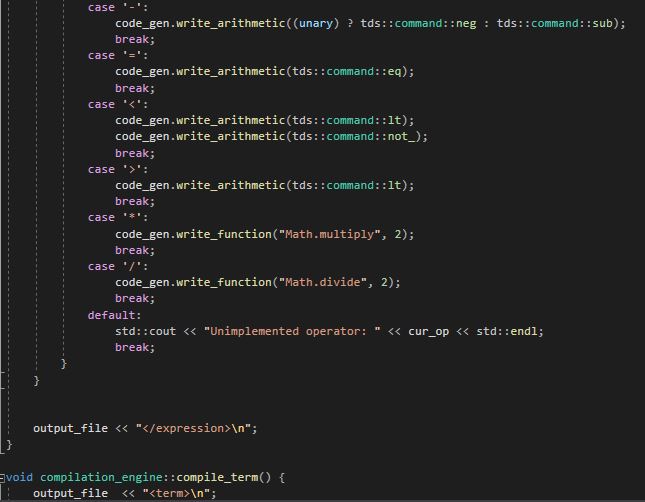 case '-':
code_gen.write_arithmetic((unary) ? tds::command::neg : tds::command::sub);
break;
case '=':
code_gen.write_arithmetic(tds::command::eq);
break;
case '<':
code_gen.write_arithmetic(tds::command::lt);
code_gen.write_arithmetic(tds::command::not_);
break;
case '>':
code_gen.write_arithmetic(tds::command::lt);
break;
case '*':
code_gen.write_function("Math.multiply", 2);
break;
case '/':
code_gen.write_function("Math.divide", 2);
break;
default:
std::cout << "Unimplemented operator: " << cur_op << std::endl;
break;
}
}
output_file << "</expression>\n";
}
void compilation_engine::compile_term() {
output_file << "<term>\n";